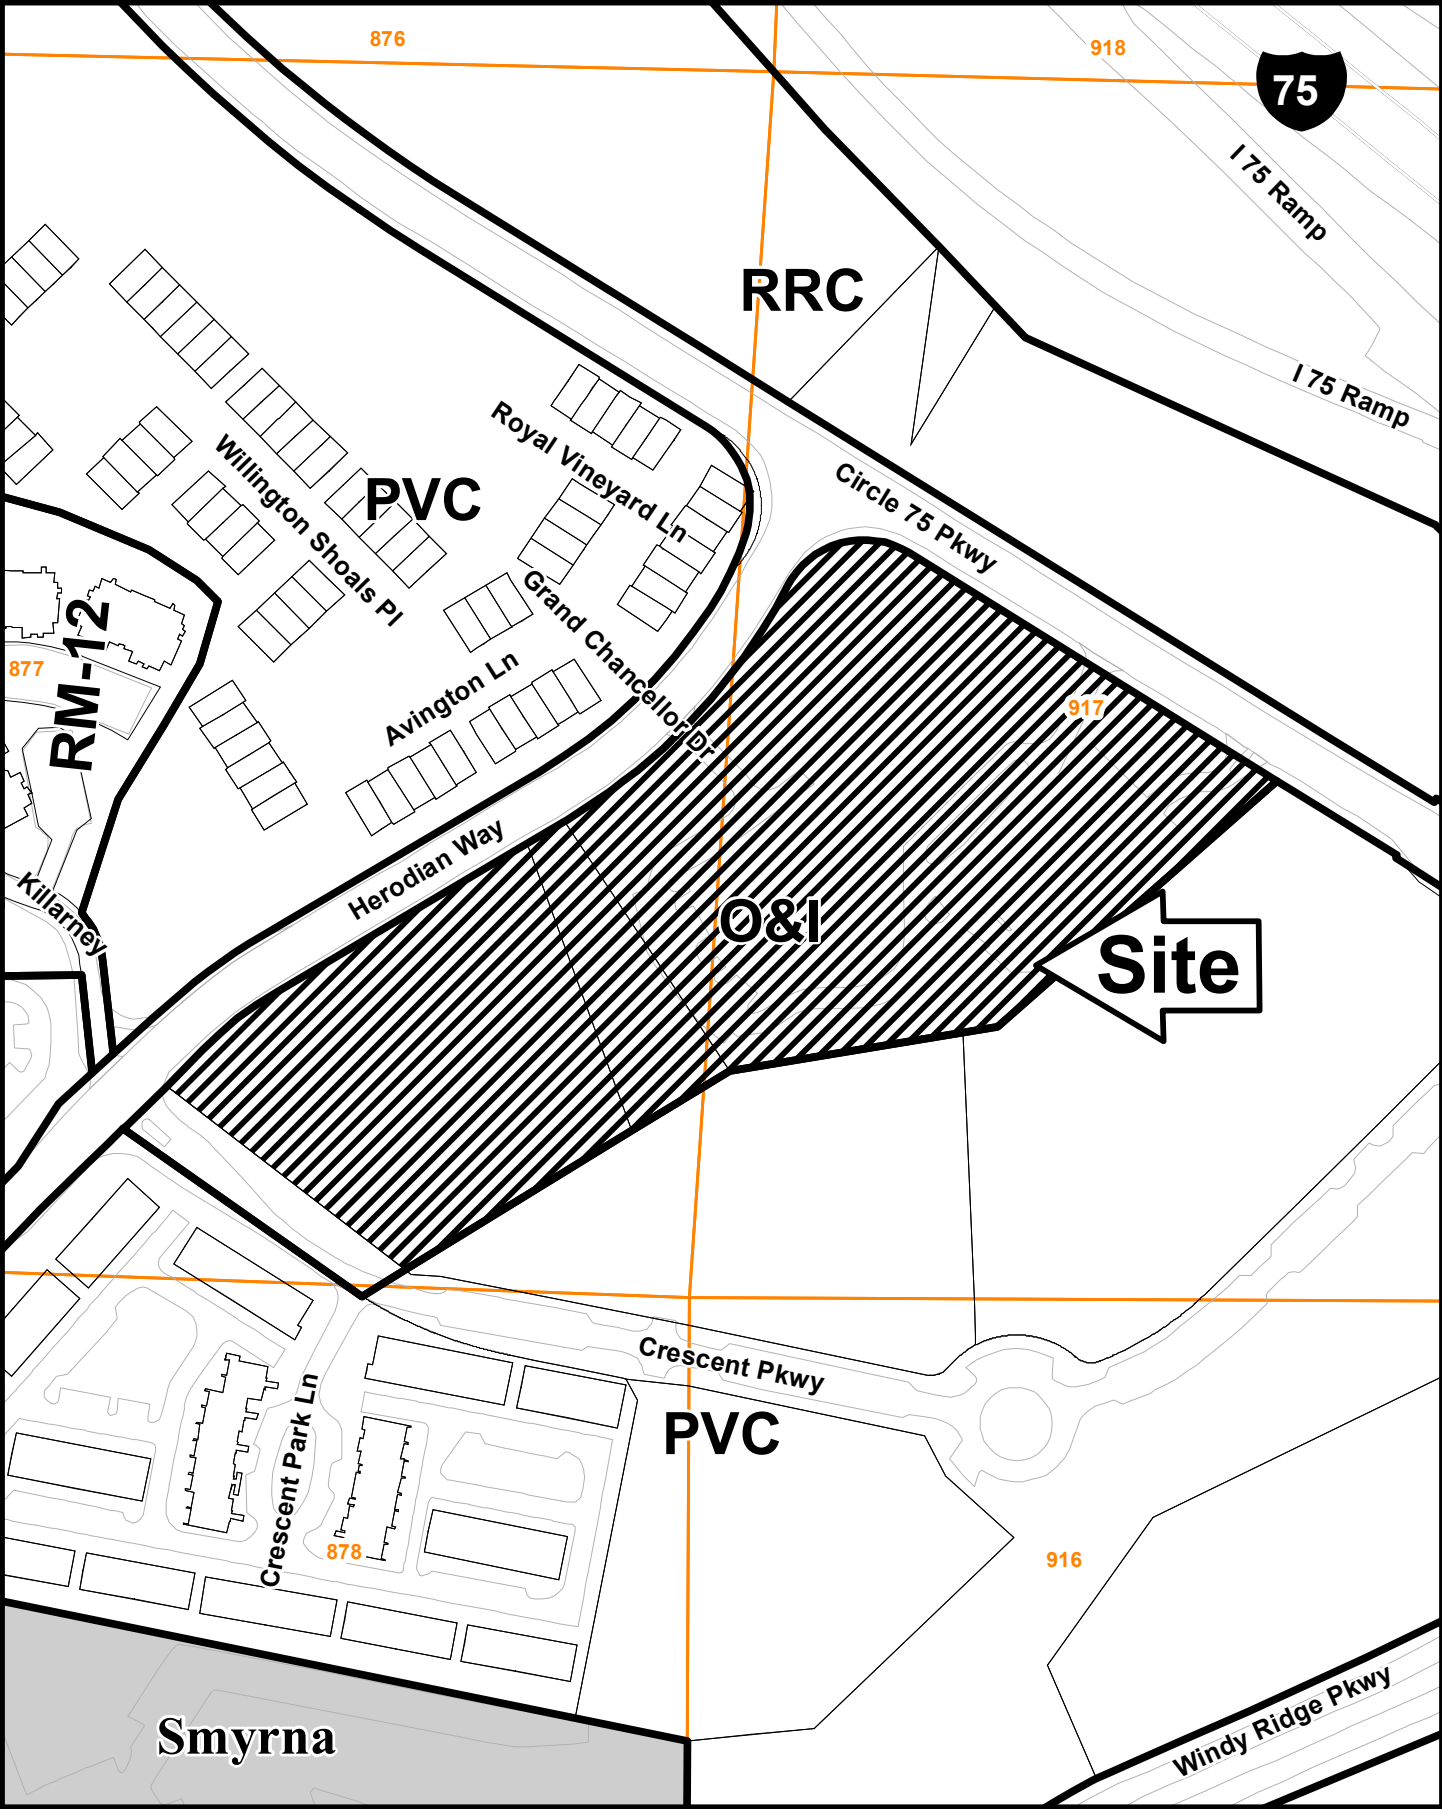 876
918
75
I 75 Ramp
RRC
I 75 Ramp
Royal Vineyard Ln
Willington Shoals Pl
PVC
Circle 75 Pkwy
Grand Chancellor Dr
RM-12
877
Avington Ln
917
Herodian Way
Killarney
O&I
Site
Crescent Pkwy
Crescent Park Ln
PVC
878
916
Windy Ridge Pkwy
Smyrna